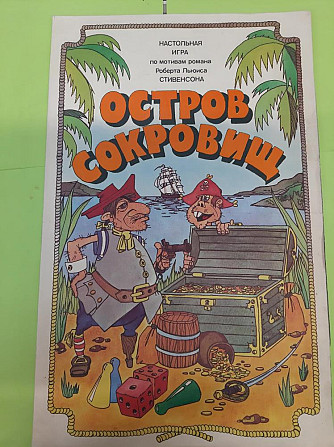 НАСТОЛЬНАЯ
ИГРА
по мотивам романа
Роберта Льюиса
СТИВЕНСОНА
ОСТРОВ
СОКРОВИЩ